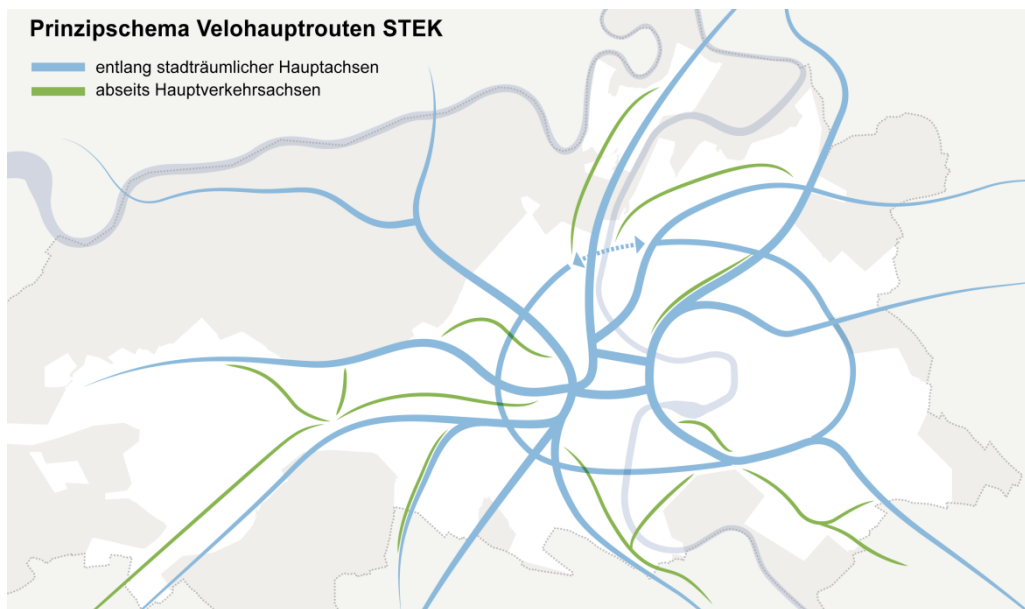 Prinzipschema Velohauptrouten STEK
entlang stadträumlicher Hauptachsen
abseits Hauptverkehrsachsen